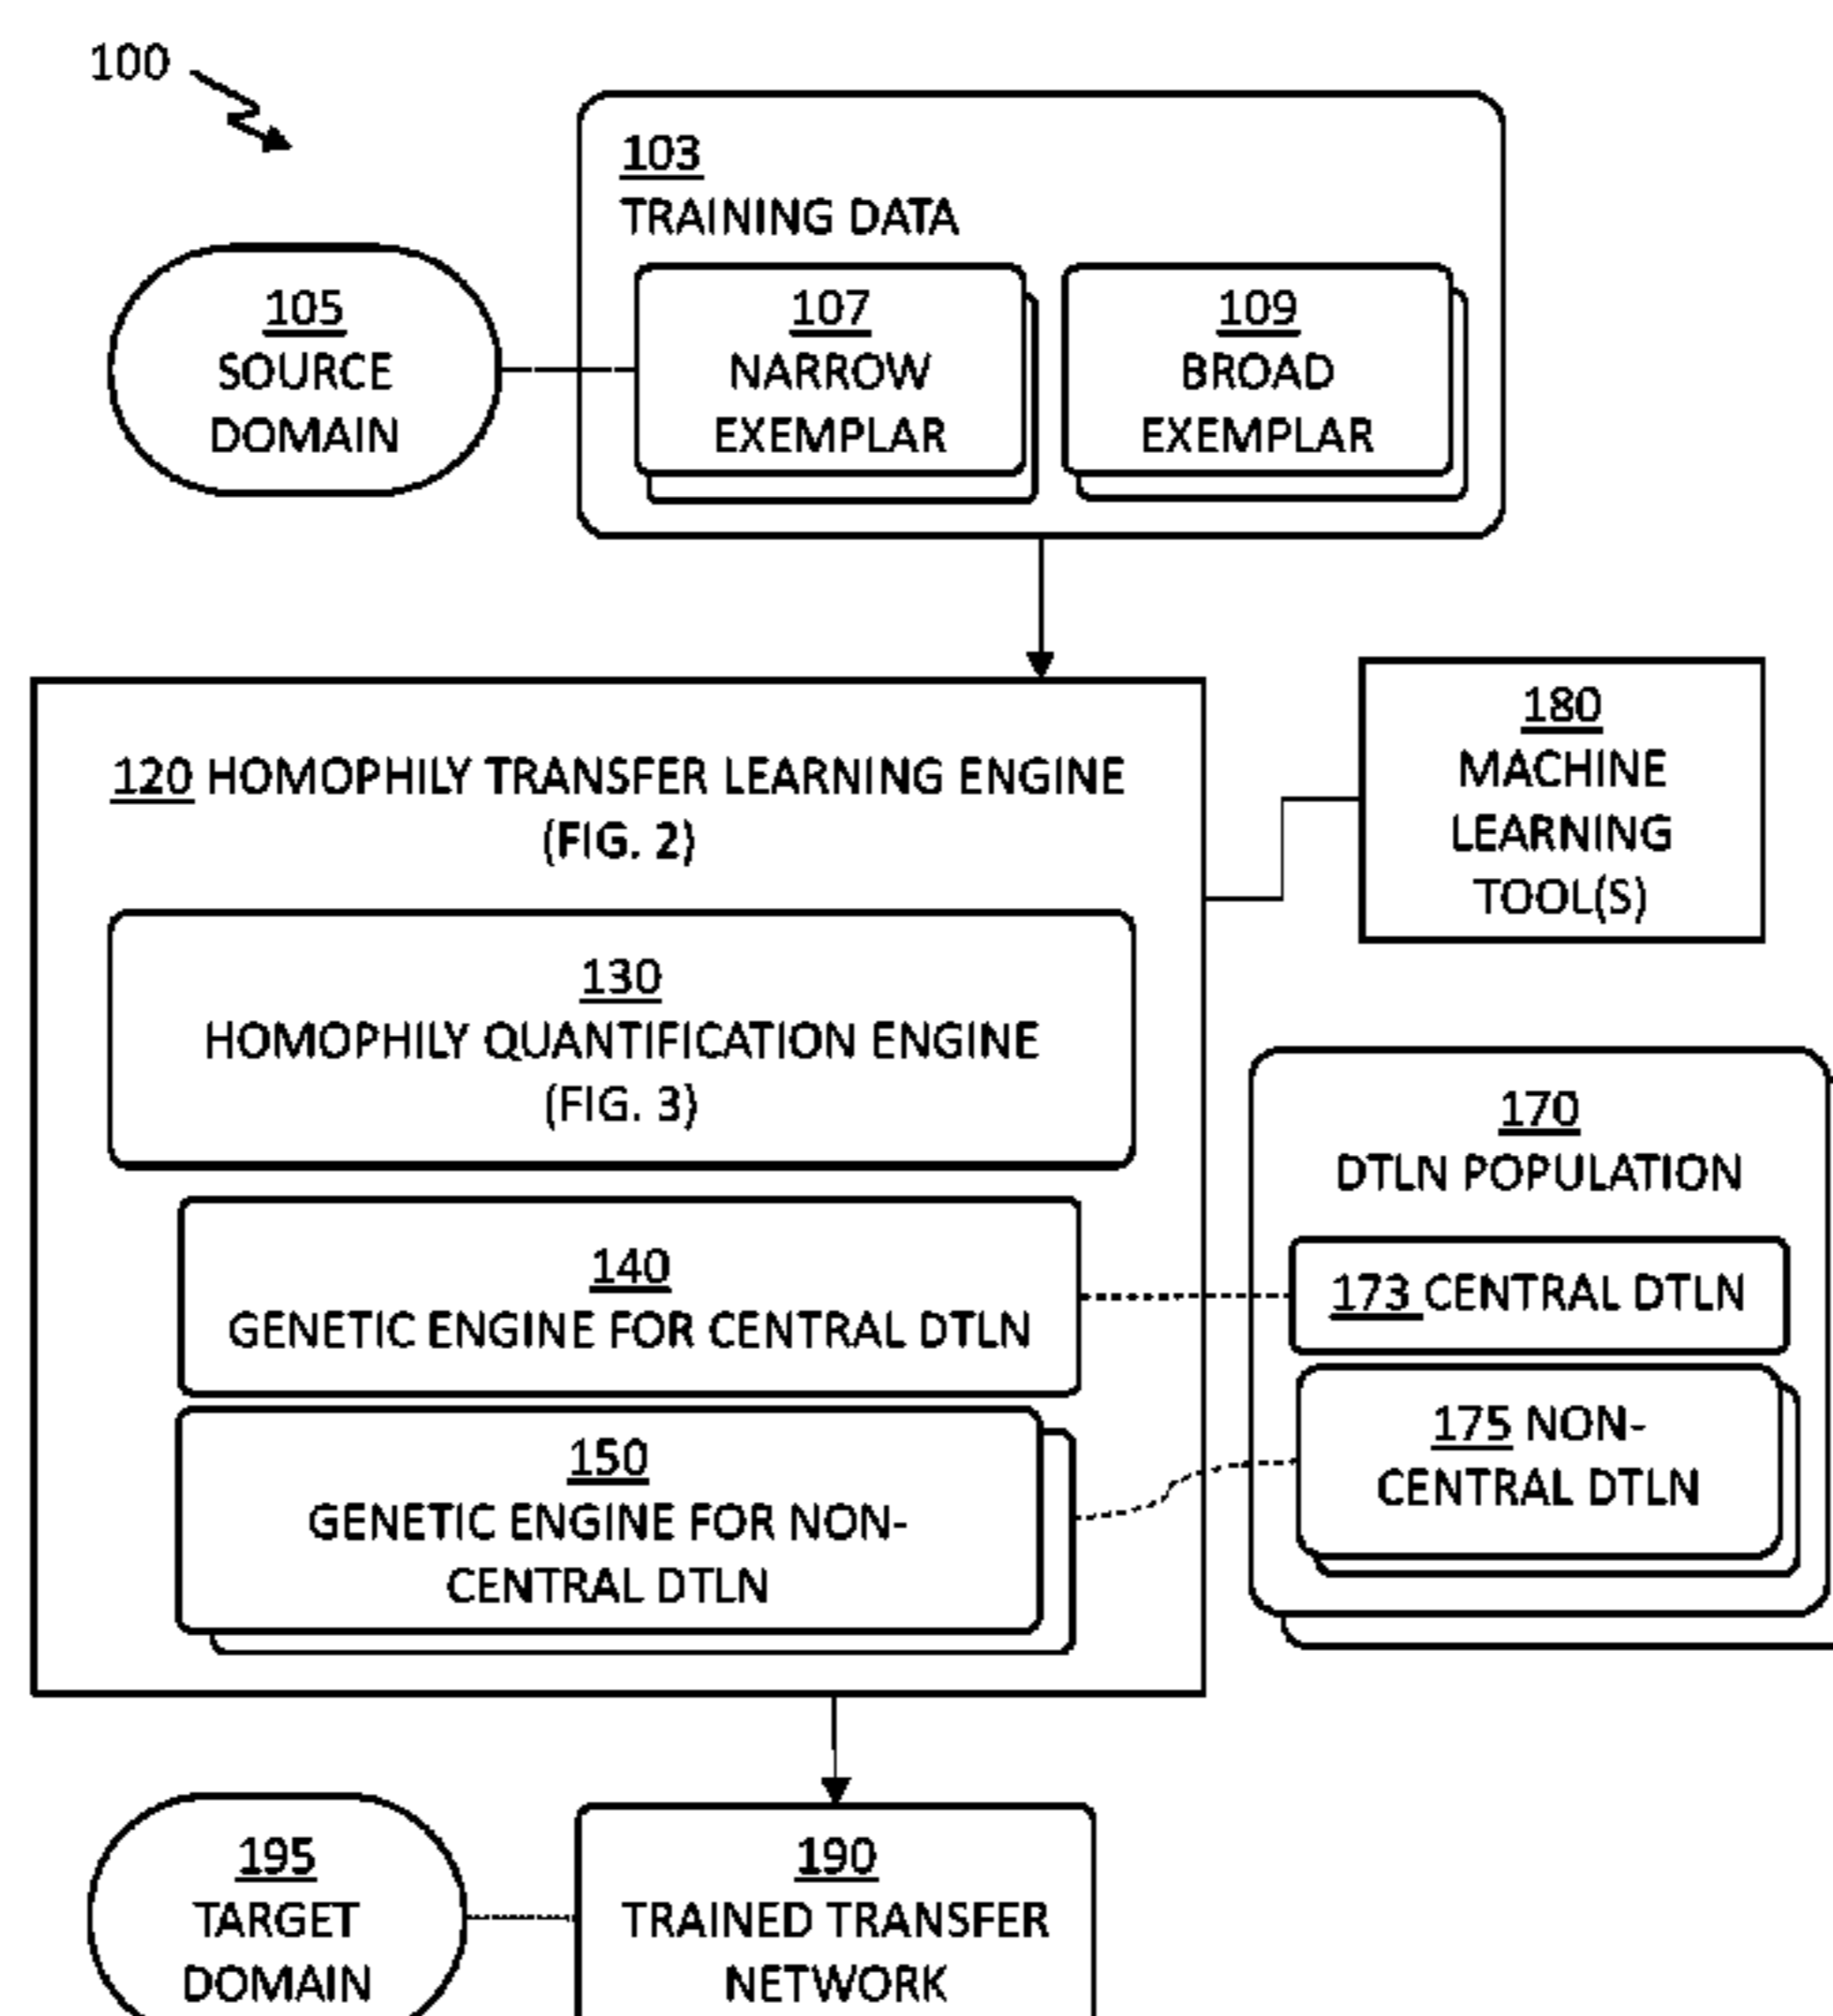 100
103
TRAINING DATA
105
SOURCE
DOMAIN
107
NARROW
EXEMPLAR
109
BROAD
EXEMPLAR
120 HOMOPHILY TRANSFER LEARNING ENGINE
(FIG. 2)
180
MACHINE
LEARNING
TOOL(S)
130
HOMOPHILY QUANTIFICATION ENGINE
(FIG. 3)
170
DTLN POPULATION
140
GENETIC ENGINE FOR CENTRAL DTLN
173 CENTRAL DTLN
150
GENETIC ENGINE FOR NON-
CENTRAL DTLN
175 NON-
CENTRAL DTLN
195
TARGET
DOMAIN
190
TRAINED TRANSFER
NETWORK